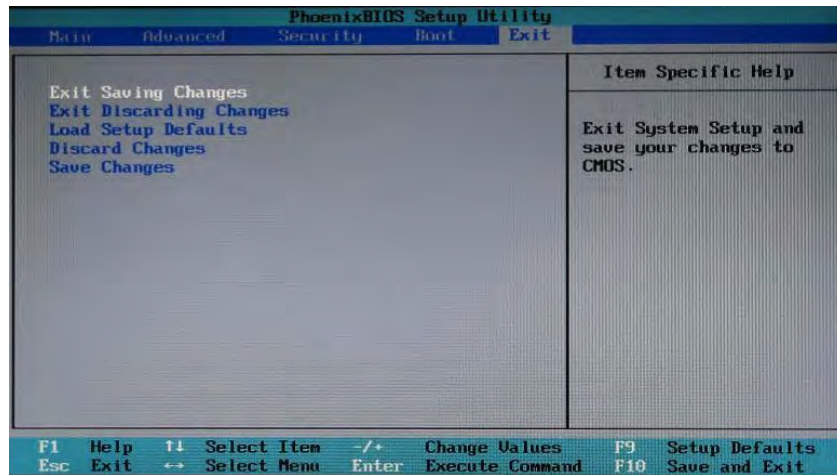 PhoenixBIOS Setup Utility
Main Advanced Security Boot Exit
Item Specific Help
Exit Saving Changes
Exit Discarding Changes
Load Setup Defaults
Discard Changes
Save Changes
Exit System Setup and
save your changes to
CMOS.
F1 Help ↑↓ Select Item -/+ Change Values F9 Setup Defaults
Esc Exit ↔ Select Menu Enter Execute Command F10 Save and Exit